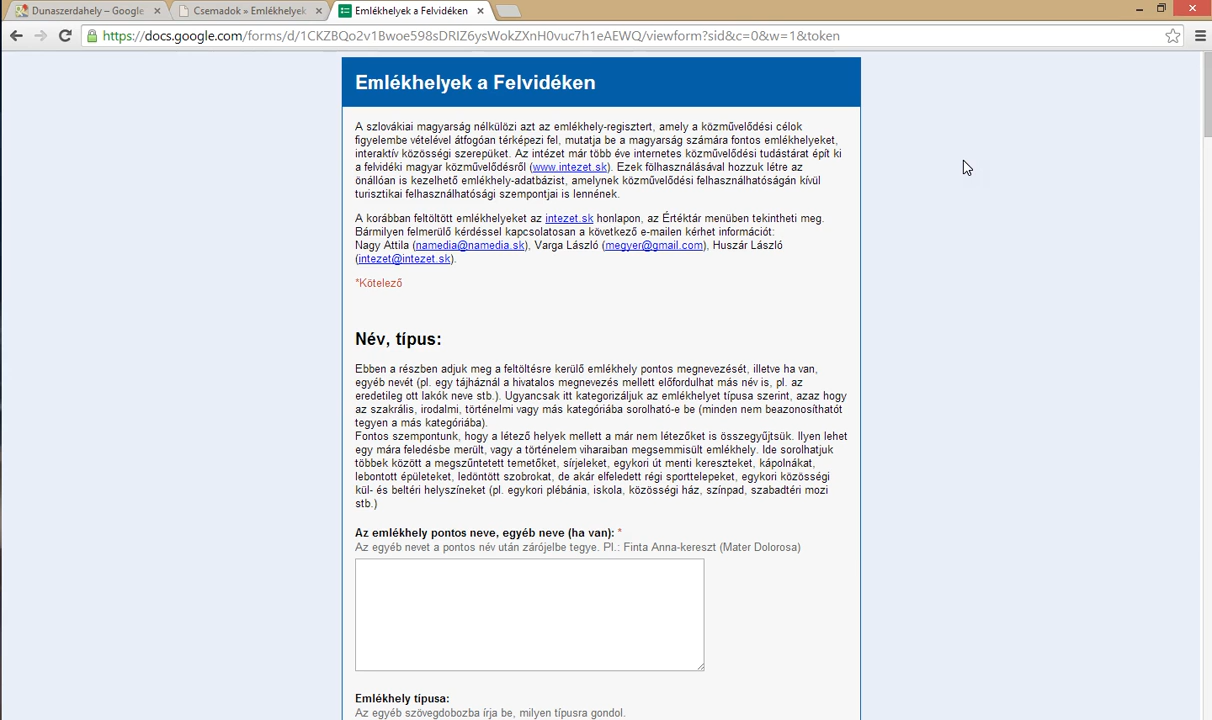 Dunaszerdahely – Google
Csemadok » Emlékhelyek
Emlékhelyek a Felvidéken
https://docs.google.com/forms/d/1CKZBQo2v1Bwoe598sDRIZ6ysWokZXnH0vuc7h1eAEWQ/viewform?sid&c=0&w=1&token
Emlékhelyek a Felvidéken
A szlovákiai magyarság nélkülözi azt az emlékhely-regisztert, amely a közművelődési célok
figyelembe vételével átfogóan térképezi fel, mutatja be a magyarság számára fontos emlékhelyeket,
interaktív közösségi szerepüket. Az intézet már több éve internetes közművelődési tudástárat épít ki
a felvidéki magyar közművelődésről (www.intezet.sk). Ezek fölhasználásával hozzuk létre az
önállóan is kezelhető emlékhely-adatbázist, amelynek közművelődési felhasználhatóságán kívül
turisztikai felhasználhatósági szempontjai is lennének.
A korábban feltöltött emlékhelyeket az intezet.sk honlapon, az Értéktár menüben tekintheti meg.
Bármilyen felmerülő kérdéssel kapcsolatosan a következő e-mailen kérhet információt:
Nagy Attila (namedia@namedia.sk), Varga László (megyer@gmail.com), Huszár László
(intezet@intezet.sk).
*Kötelező
Név, típus:
Ebben a részben adjuk meg a feltöltésre kerülő emlékhely pontos megnevezését, illetve ha van,
egyéb nevét (pl. egy tájháznál a hivatalos megnevezés mellett előfordulhat más név is, pl. az
eredetileg ott lakók neve stb.). Ugyancsak itt kategorizáljuk az emlékhelyet típusa szerint, azaz hogy
az szakrális, irodalmi, történelmi vagy más kategóriába sorolható-e be (minden nem beazonosíthatót
tegyen a más kategóriába).
Fontos szempontunk, hogy a létező helyek mellett a már nem létezőket is összegyűjtsük. Ilyen lehet
egy mára feledésbe merült, vagy a történelem viharaiban megsemmisült emlékhely. Ide sorolhatjuk
többek között a megszűntetett temetőket, sírjeleket, egykori út menti kereszteket, kápolnákat,
lebontott épületeket, ledöntött szobrokat, de akár elfeledett régi sporttelepeket, egykori közösségi
kül- és beltéri helyszíneket (pl. egykori plébánia, iskola, közösségi ház, színpad, szabadtéri mozi
stb.)
Az emlékhely pontos neve, egyéb neve (ha van): *
Az egyéb nevet a pontos név után zárójelbe tegye. Pl.: Finta Anna-kereszt (Mater Dolorosa)
Emlékhely típusa:
Az egyéb szövegdobozba írja be, milyen típusra gondol.